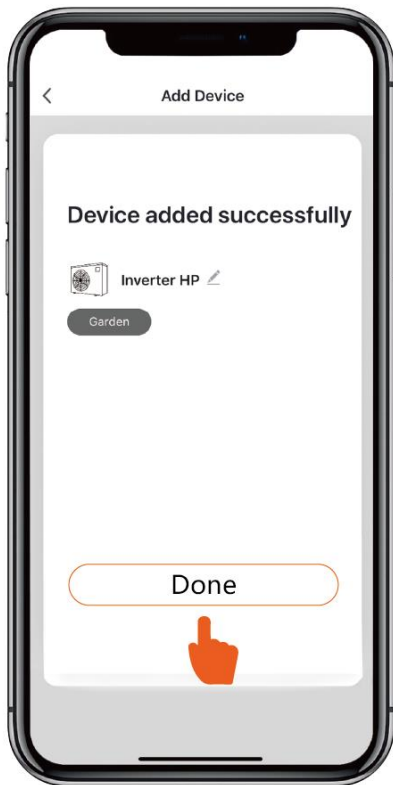 Add Device
Device added successfully
Inverter HP
Garden
Done